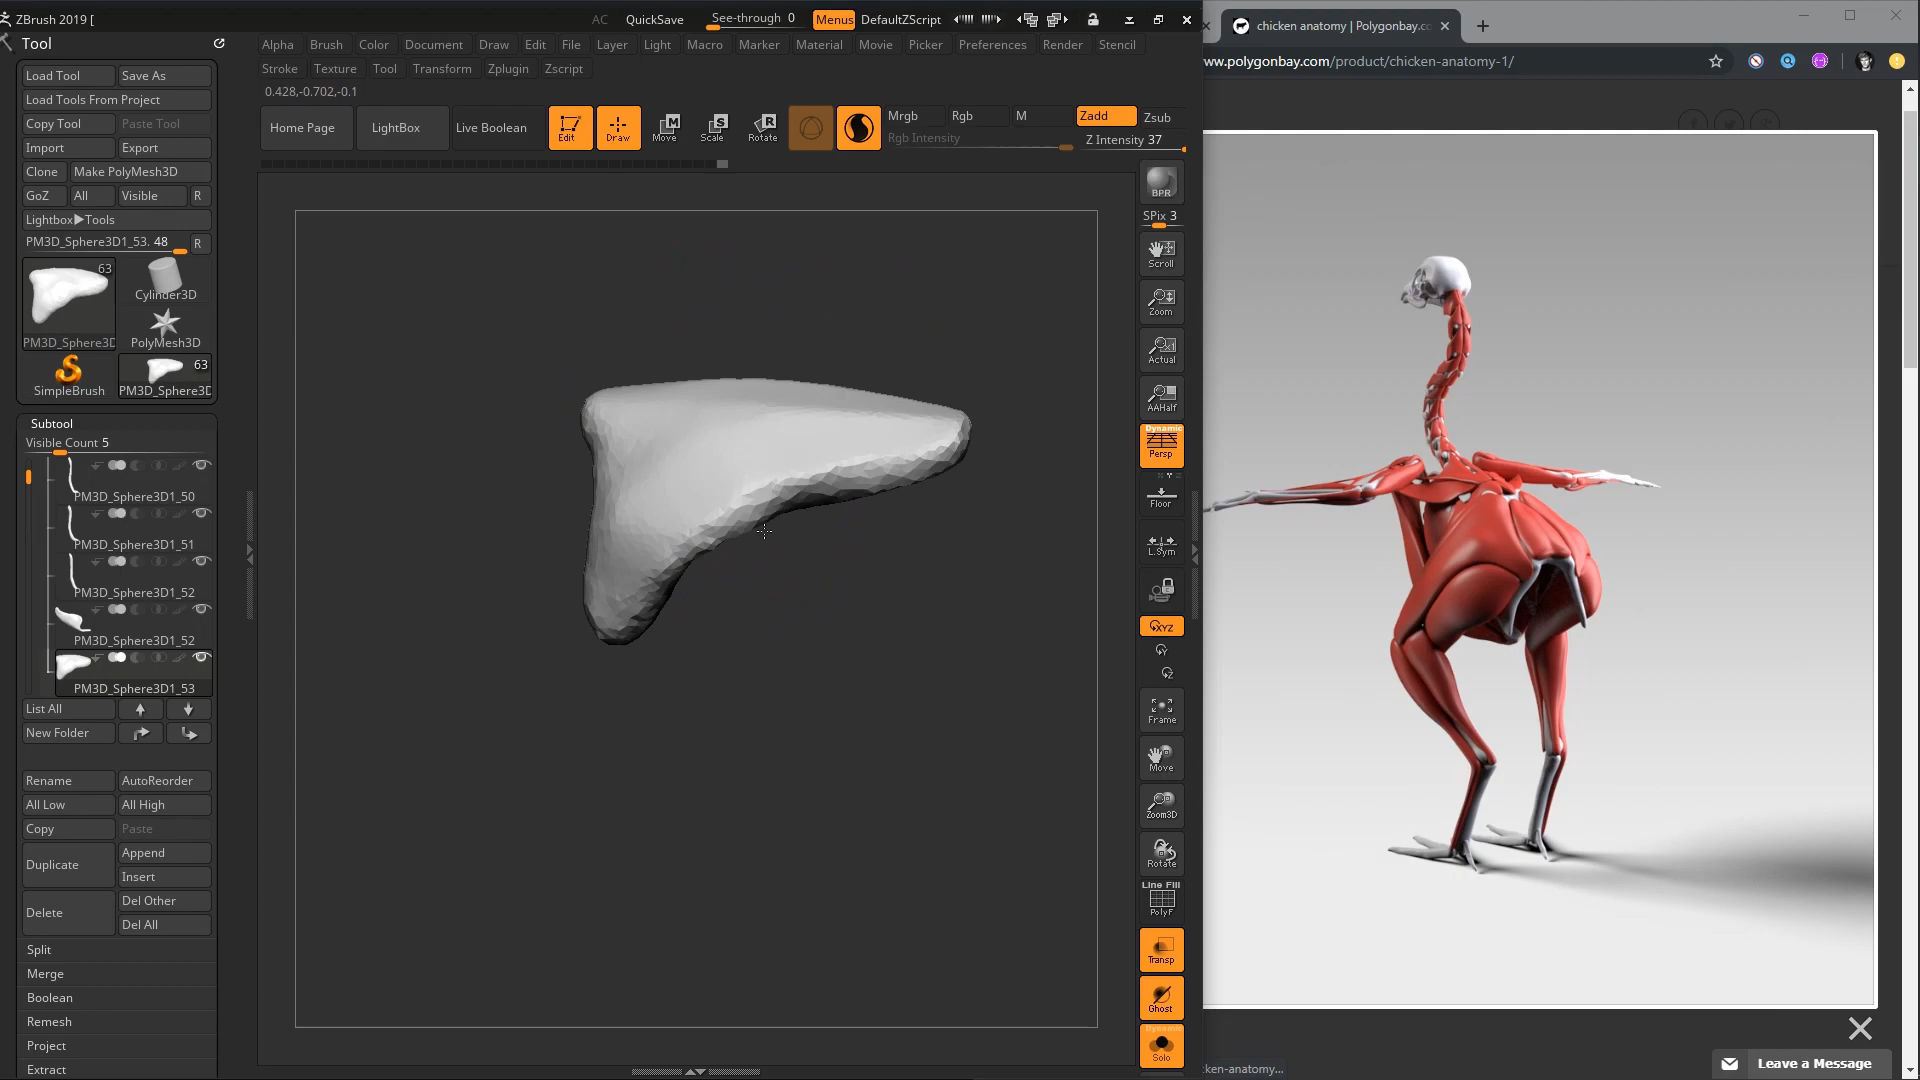 ZBrush 2019 [
AC
QuickSave
See-through 0
Menus
DefaultZScript
Tool
Alpha Brush Color Document Draw Edit File Layer Light Macro Marker Material Movie Picker Preferences Render Stencil
Stroke Texture Tool Transform Zplugin Zscript
0.428,-0.702,-0.1
Home Page
LightBox
Live Boolean
Edit
Draw
Move
Scale
Rotate
Mrgb Rgb M Zadd Zsub
Rgb Intensity
Z Intensity 37
Load Tool Save As
Load Tools From Project
Copy Tool Paste Tool
Import Export
Clone Make PolyMesh3D
GoZ All Visible R
Lightbox▶Tools
PM3D_Sphere3D1_53. 48 R
63
Cylinder3D
PM3D_Sphere3D
PolyMesh3D
63
SimpleBrush
PM3D_Sphere3D
Subtool
Visible Count 5
PM3D_Sphere3D1_50
PM3D_Sphere3D1_51
PM3D_Sphere3D1_52
PM3D_Sphere3D1_52
PM3D_Sphere3D1_53
List All
New Folder
Rename AutoReorder
All Low All High
Copy Paste
Duplicate
Append
Insert
Delete
Del Other
Del All
Split
Merge
Boolean
Remesh
Project
Extract
BPR
SPix 3
Scroll
Zoom
Actual
AAHalf
Dynamic
Persp
Floor
L.Sym
XYZ
Y
Z
Frame
Move
Zoom3D
Rotate
Line Fill
PolyF
Transp
Ghost
Dynamic
Solo
chicken anatomy | Polygonbay.co
ww.polygonbay.com/product/chicken-anatomy-1/
cken-anatomy...
Leave a Message